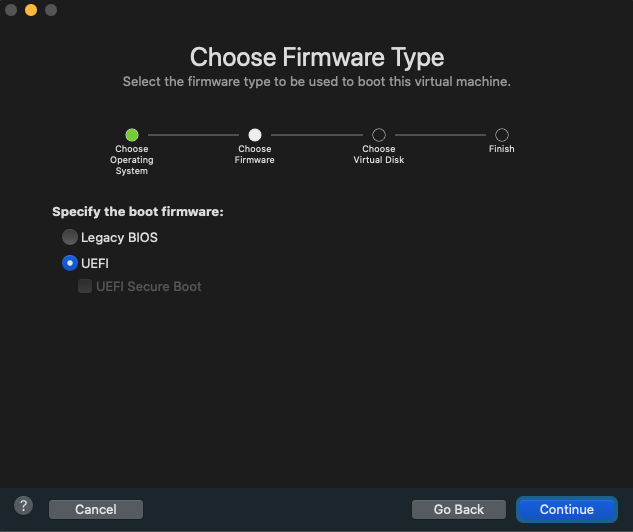 Choose Firmware Type
Select the firmware type to be used to boot this virtual machine.
Choose
Operating
System
Choose
Firmware
Choose
Virtual Disk
Finish
Specify the boot firmware:
Legacy BIOS
UEFI
UEFI Secure Boot
?
Cancel
Go Back
Continue